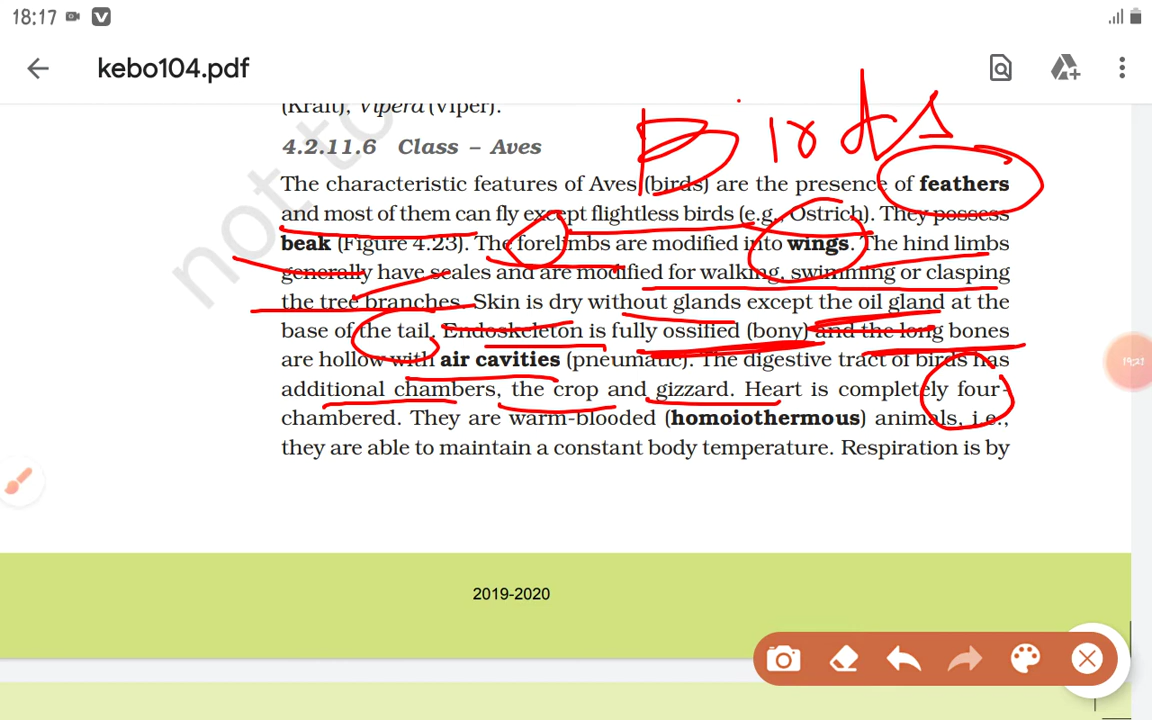 18:17
kebo104.pdf
(Krait), Vipera (Viper).
not to
4.2.11.6 Class – Aves
Birds
The characteristic features of Aves (birds) are the presence of feathers
and most of them can fly except flightless birds (e.g., Ostrich). They possess
beak (Figure 4.23). The forelimbs are modified into wings. The hind limbs
generally have scales and are modified for walking, swimming or clasping
the tree branches. Skin is dry without glands except the oil gland at the
base of the tail. Endoskeleton is fully ossified (bony) and the long bones
are hollow with air cavities (pneumatic). The digestive tract of birds has
additional chambers, the crop and gizzard. Heart is completely four-
chambered. They are warm-blooded (homoiothermous) animals, i.e.,
they are able to maintain a constant body temperature. Respiration is by
19:21
2019-2020